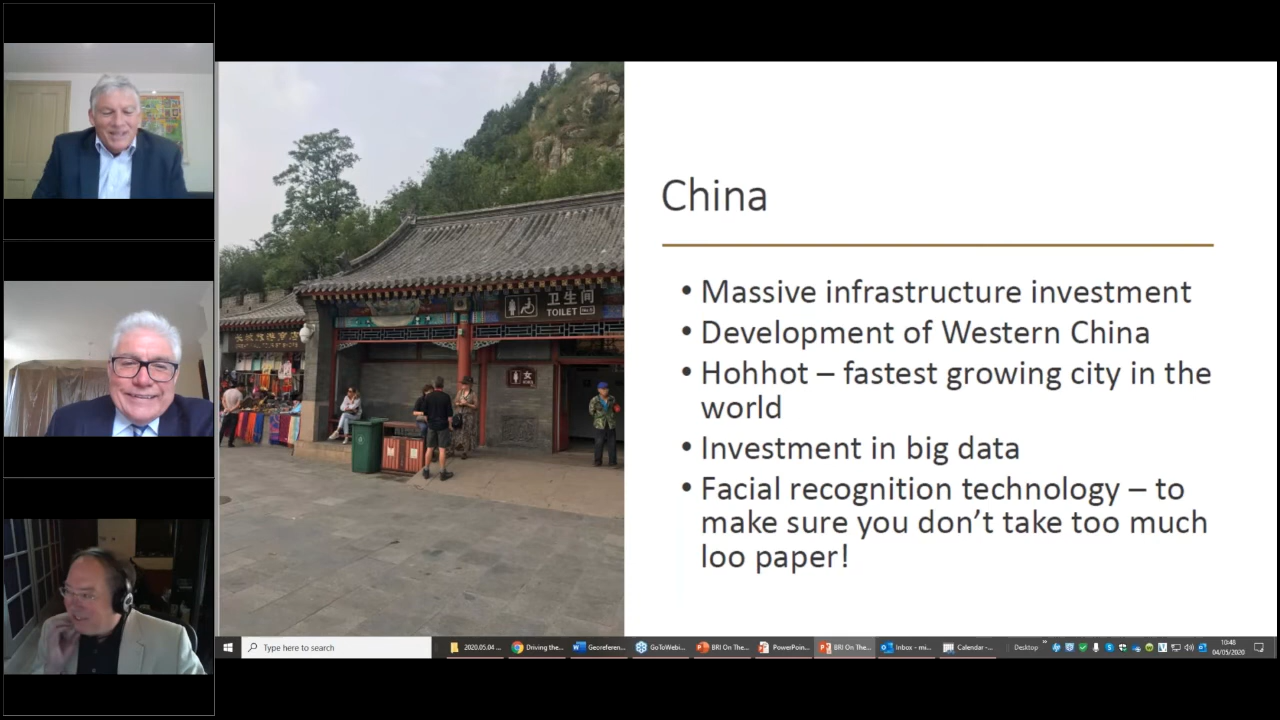 卫生间
TOILET
女
China
• Massive infrastructure investment
• Development of Western China
• Hohhot – fastest growing city in the
world
• Investment in big data
• Facial recognition technology – to
make sure you don’t take too much
loo paper!
Type here to search
2020.05.04 ...
Driving the...
Georeferen...
GoToWebi...
BRI On The...
PowerPoin...
BRI On The...
Inbox - mi...
Calendar -...
Desktop
10:48
04/05/2020